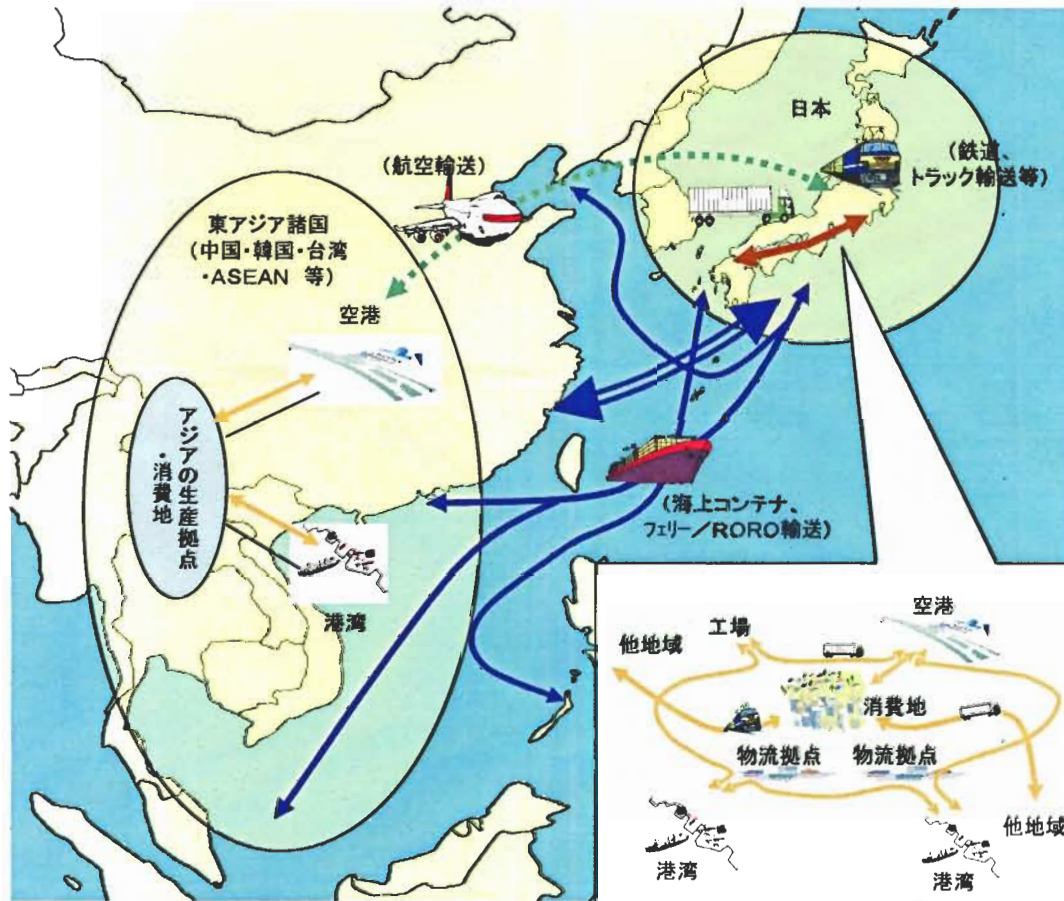 日本
(鉄道、
トラック輸送等)
(航空輸送)
東アジア諸国
(中国・韓国・台湾
・ASEAN 等)
空港
アジアの生産拠点
・消費地
港湾
(海上コンテナ、
フェリー/RORO輸送)
空港
工場
他地域
消費地
物流拠点
物流拠点
他地域
港湾
港湾